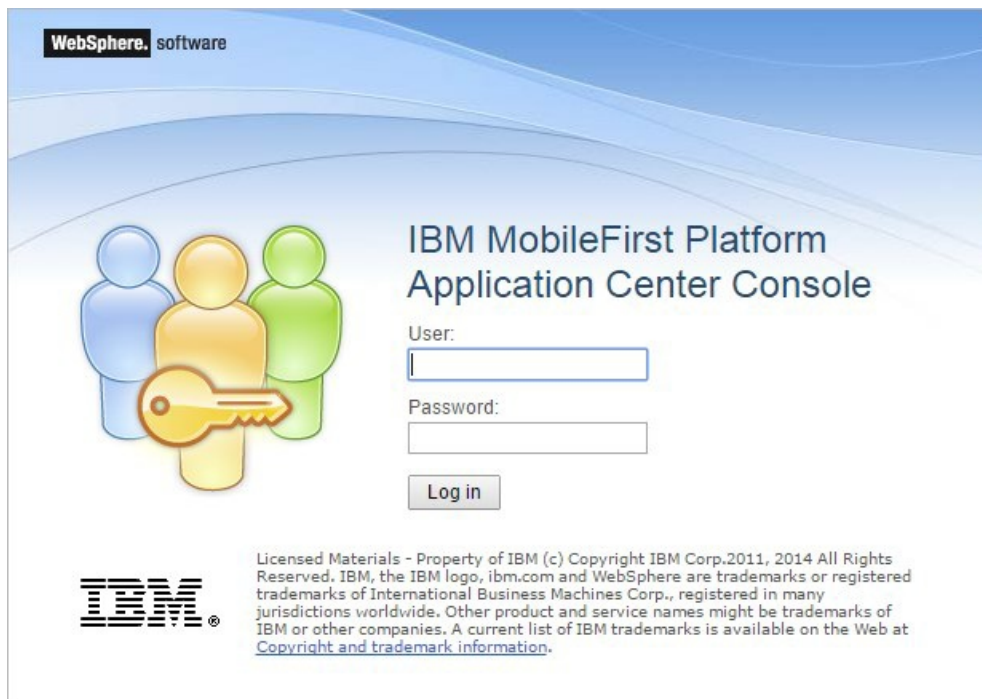 WebSphere. software
IBM MobileFirst Platform
Application Center Console
User:
Password:
Log in
Licensed Materials - Property of IBM (c) Copyright IBM Corp.2011, 2014 All Rights
Reserved. IBM, the IBM logo, ibm.com and WebSphere are trademarks or registered
trademarks of International Business Machines Corp., registered in many
jurisdictions worldwide. Other product and service names might be trademarks of
IBM or other companies. A current list of IBM trademarks is available on the Web at
Copyright and trademark information.
IBM®